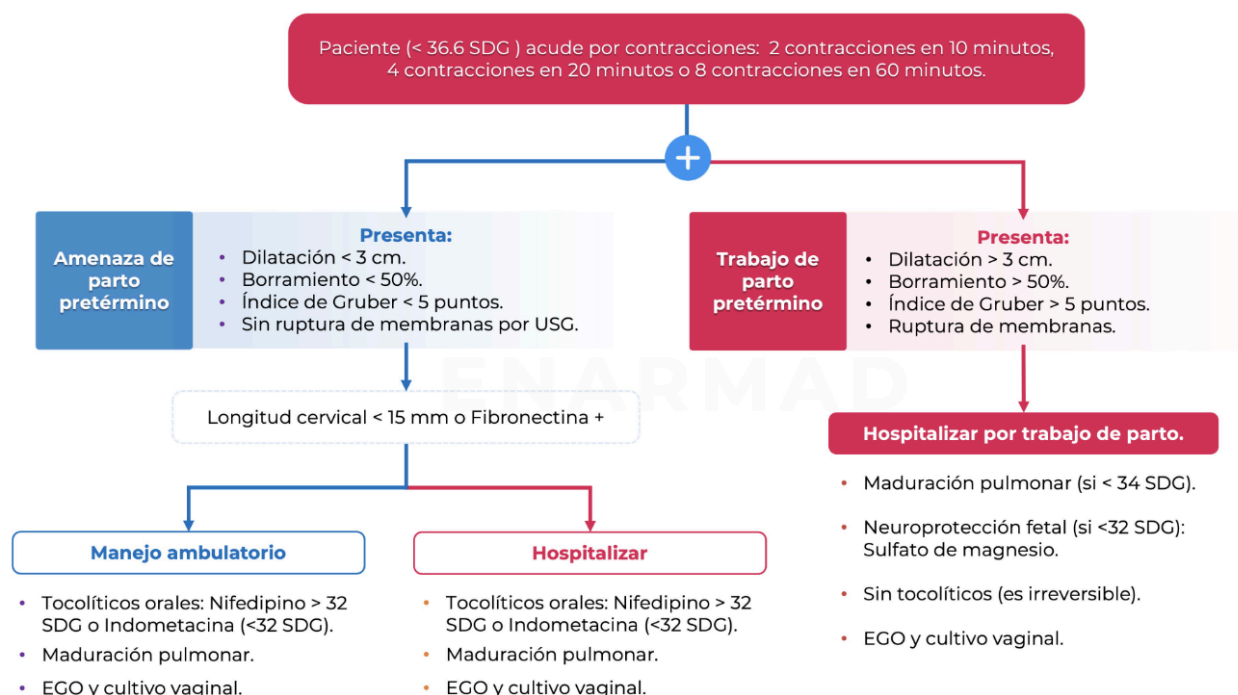 Paciente (< 36.6 SDG ) acude por contracciones: 2 contracciones en 10 minutos,
4 contracciones en 20 minutos o 8 contracciones en 60 minutos.
+
Amenaza de
parto
pretérmino
Presenta:
• Dilatación < 3 cm.
• Borramiento < 50%.
• Índice de Gruber < 5 puntos.
• Sin ruptura de membranas por USG.
Trabajo de
parto
pretérmino
Presenta:
• Dilatación > 3 cm.
• Borramiento > 50%.
• Índice de Gruber > 5 puntos.
• Ruptura de membranas.
ENARMAD
Longitud cervical < 15 mm o Fibronectina +
Manejo ambulatorio
• Tocolíticos orales: Nifedipino > 32
SDG o Indometacina (<32 SDG).
• Maduración pulmonar.
• EGO y cultivo vaginal.
Hospitalizar
• Tocolíticos orales: Nifedipino > 32
SDG o Indometacina (<32 SDG).
• Maduración pulmonar.
• EGO y cultivo vaginal.
Hospitalizar por trabajo de parto.
• Maduración pulmonar (si < 34 SDG).
• Neuroprotección fetal (si <32 SDG):
Sulfato de magnesio.
• Sin tocolíticos (es irreversible).
• EGO y cultivo vaginal.